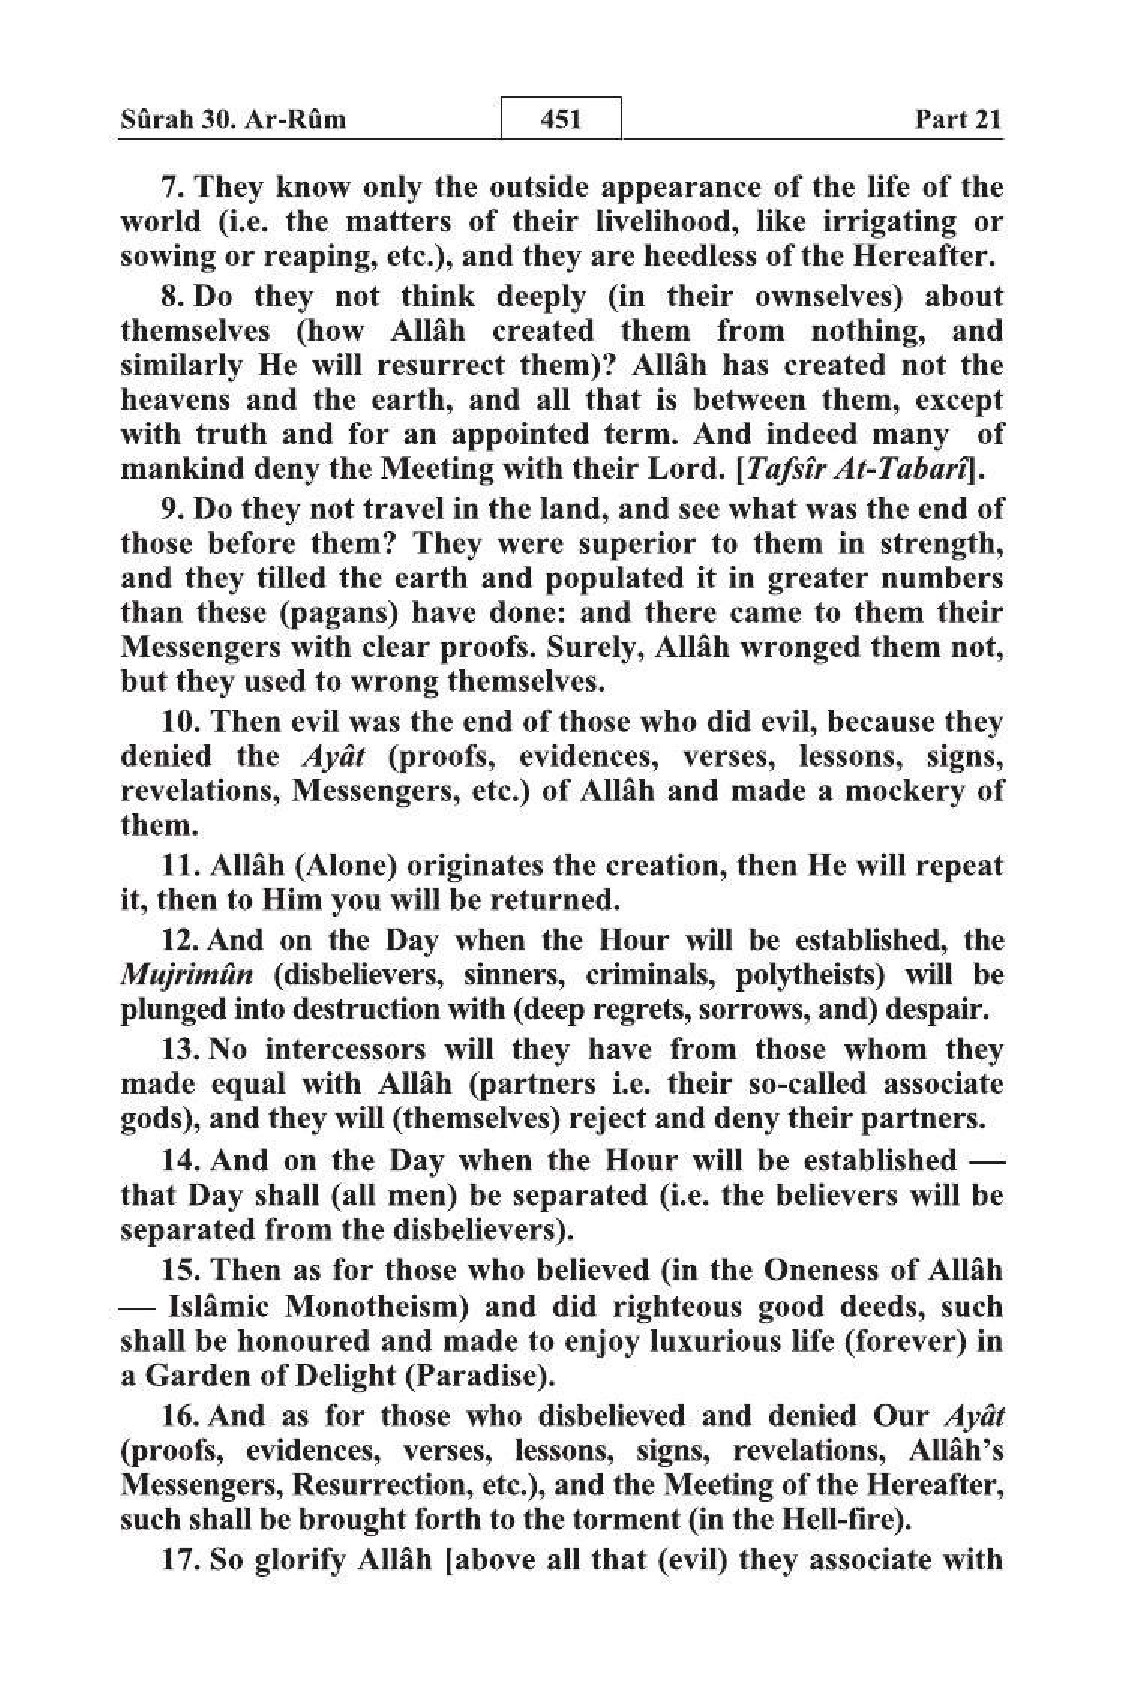 Sûrah 30. Ar-Rûm 451 Part 21
7. They know only the outside appearance of the life of the
world (i.e. the matters of their livelihood, like irrigating or
sowing or reaping, etc.), and they are heedless of the Hereafter.
8. Do they not think deeply (in their ownselves) about
themselves (how Allâh created them from nothing, and
similarly He will resurrect them)? Allâh has created not the
heavens and the earth, and all that is between them, except
with truth and for an appointed term. And indeed many of
mankind deny the Meeting with their Lord. [Tafsîr At-Tabarî].
9. Do they not travel in the land, and see what was the end of
those before them? They were superior to them in strength,
and they tilled the earth and populated it in greater numbers
than these (pagans) have done: and there came to them their
Messengers with clear proofs. Surely, Allâh wronged them not,
but they used to wrong themselves.
10. Then evil was the end of those who did evil, because they
denied the Ayât (proofs, evidences, verses, lessons, signs,
revelations, Messengers, etc.) of Allâh and made a mockery of
them.
11. Allâh (Alone) originates the creation, then He will repeat
it, then to Him you will be returned.
12. And on the Day when the Hour will be established, the
Mujrimûn (disbelievers, sinners, criminals, polytheists) will be
plunged into destruction with (deep regrets, sorrows, and) despair.
13. No intercessors will they have from those whom they
made equal with Allâh (partners i.e. their so-called associate
gods), and they will (themselves) reject and deny their partners.
14. And on the Day when the Hour will be established —
that Day shall (all men) be separated (i.e. the believers will be
separated from the disbelievers).
15. Then as for those who believed (in the Oneness of Allâh
— Islâmic Monotheism) and did righteous good deeds, such
shall be honoured and made to enjoy luxurious life (forever) in
a Garden of Delight (Paradise).
16. And as for those who disbelieved and denied Our Ayât
(proofs, evidences, verses, lessons, signs, revelations, Allâh’s
Messengers, Resurrection, etc.), and the Meeting of the Hereafter,
such shall be brought forth to the torment (in the Hell-fire).
17. So glorify Allâh [above all that (evil) they associate with